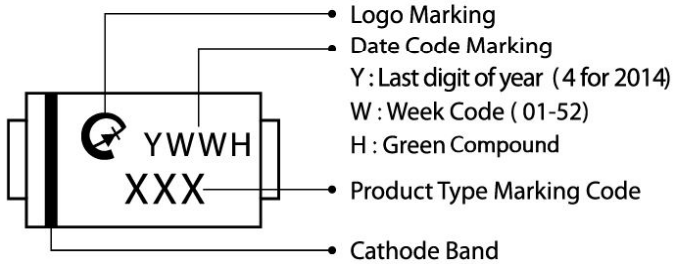 Logo Marking
Date Code Marking
Y : Last digit of year ( 4 for 2014)
W : Week Code ( 01-52)
H : Green Compound
YWWH
XXX
Product Type Marking Code
Cathode Band